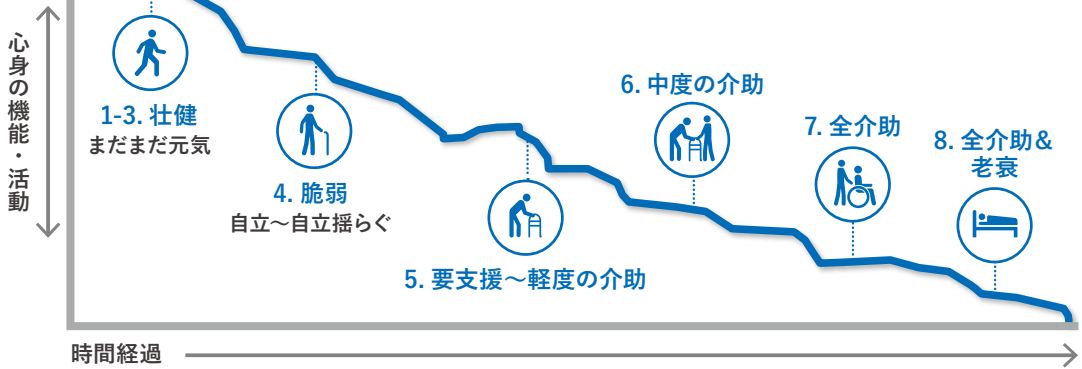 心身の機能・活動
1-3. 壮健
まだまだ元気
4. 脆弱
自立〜自立揺らぐ
5. 要支援〜軽度の介助
6. 中度の介助
7. 全介助
8. 全介助&
老衰
時間経過